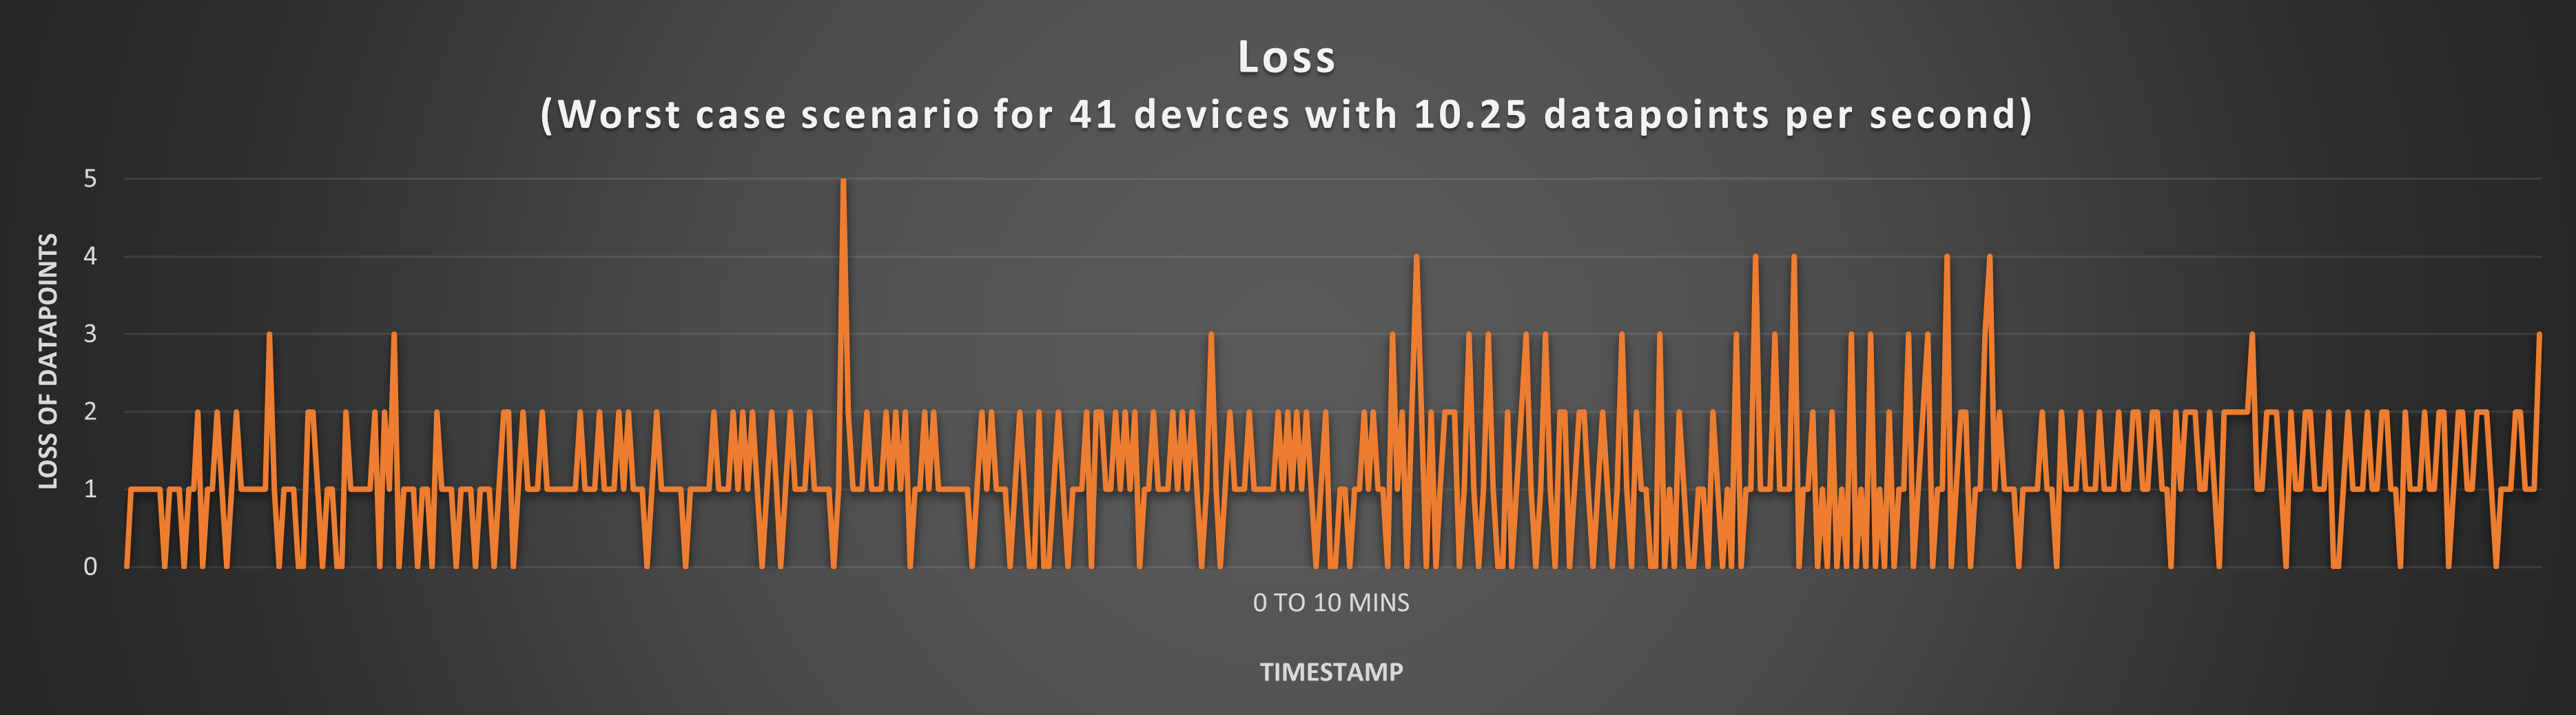 Loss
(Worst case scenario for 41 devices with 10.25 datapoints per second)
LOSS OF DATAPOINTS
5
4
3
2
1
0
0 TO 10 MINS
TIMESTAMP